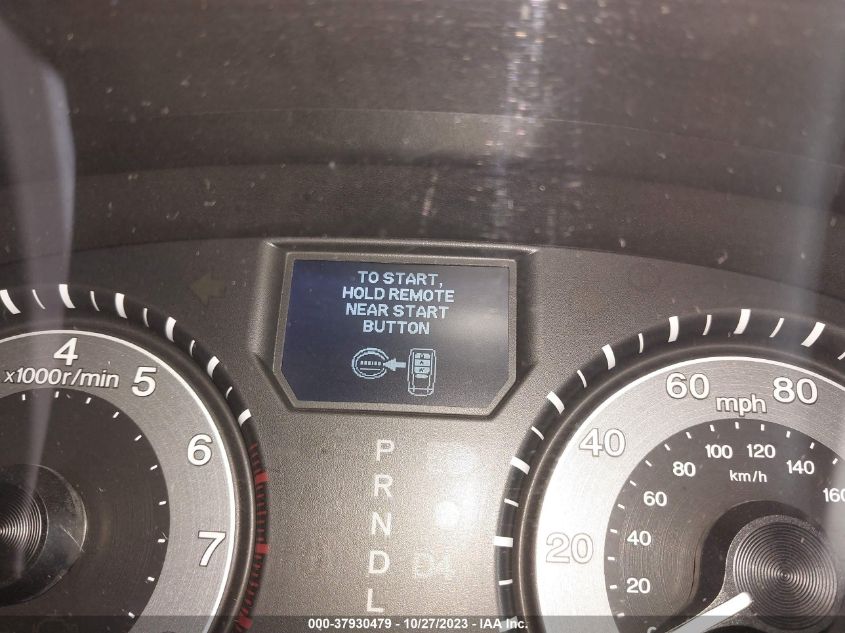 TO START,
HOLD REMOTE
NEAR START
BUTTON
4
x1000r/min
5
6
7
P
R
N
D
L
D4
20
40
60
80
mph
20
40
60
80
100
120
140
160
km/h
000-37930479 - 10/27/2023 - IAA Inc.